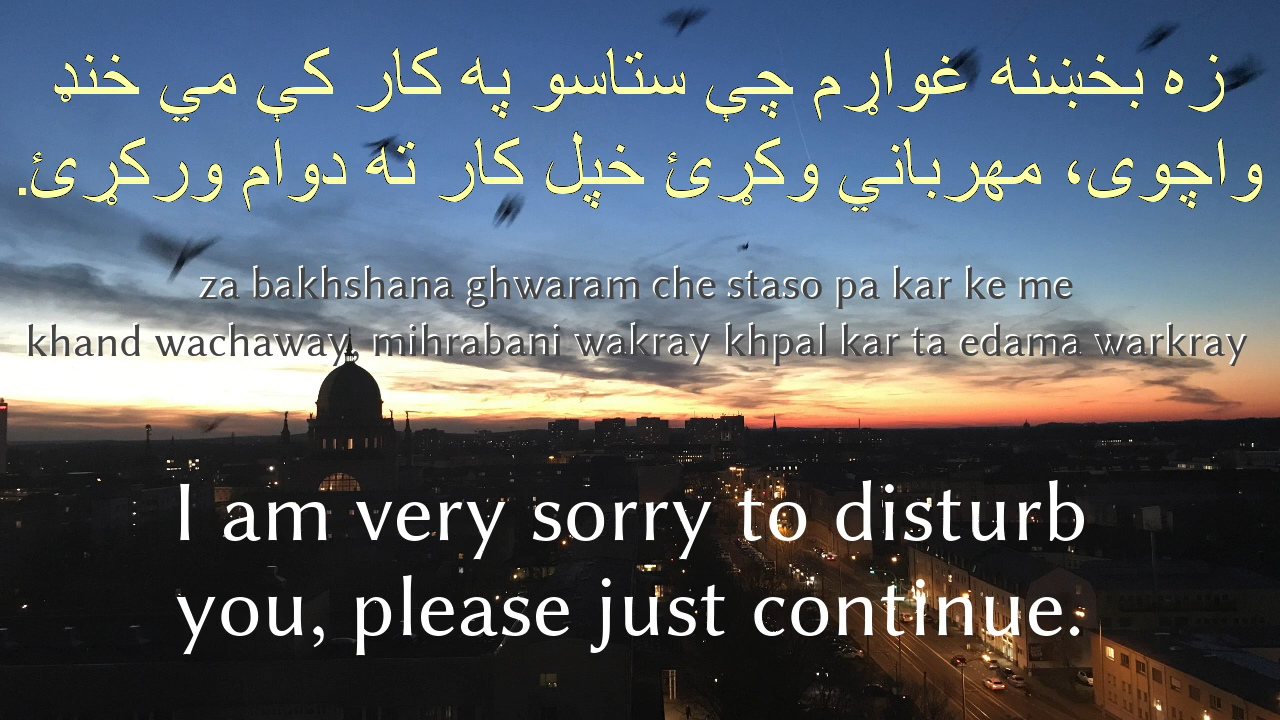 زه بخښنه غواړم چې ستاسو په کار کې مي خنډ
واچوی، مهرباني وکړئ خپل کار ته دوام ورکړئ.
za bakhshana ghwaram che staso pa kar ke me
khand wachaway, mihrabani wakray khpal kar ta edama warkray
I am very sorry to disturb
you, please just continue.